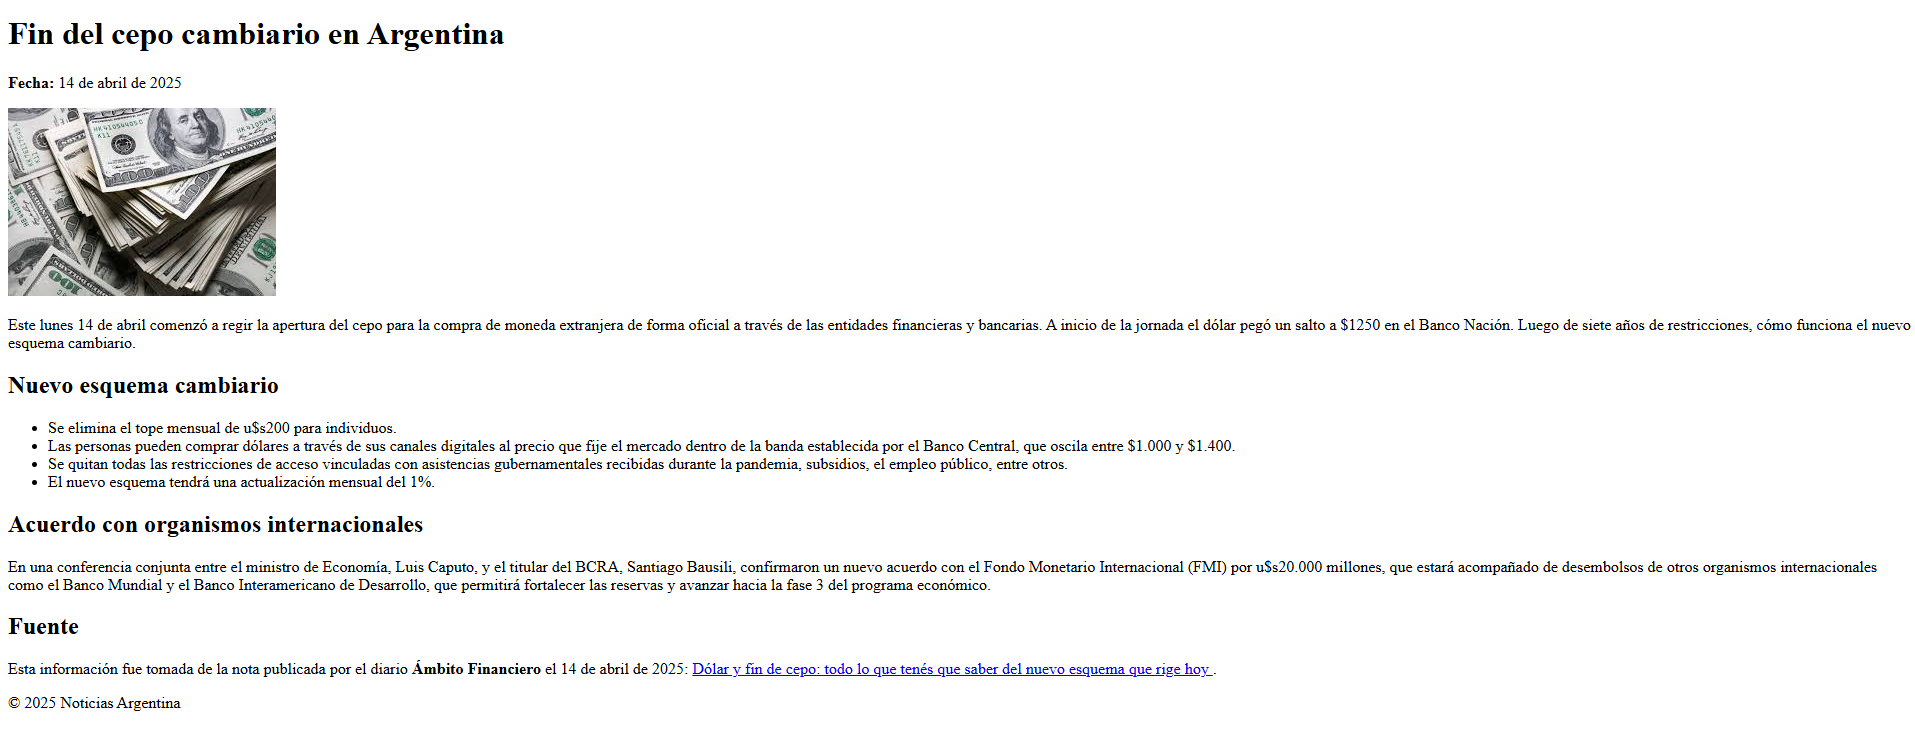 Fin del cepo cambiario en Argentina
Fecha: 14 de abril de 2025
HK41054405C
K11
HK41054
100
100
100
Este lunes 14 de abril comenzó a regir la apertura del cepo para la compra de moneda extranjera de forma oficial a través de las entidades financieras y bancarias. A inicio de la jornada el dólar pegó un salto a $1250 en el Banco Nación. Luego de siete años de restricciones, cómo funciona el nuevo
esquema cambiario.
Nuevo esquema cambiario
• Se elimina el tope mensual de u$s200 para individuos.
• Las personas pueden comprar dólares a través de sus canales digitales al precio que fije el mercado dentro de la banda establecida por el Banco Central, que oscila entre $1.000 y $1.400.
• Se quitan todas las restricciones de acceso vinculadas con asistencias gubernamentales recibidas durante la pandemia, subsidios, el empleo público, entre otros.
• El nuevo esquema tendrá una actualización mensual del 1%.
Acuerdo con organismos internacionales
En una conferencia conjunta entre el ministro de Economía, Luis Caputo, y el titular del BCRA, Santiago Bausili, confirmaron un nuevo acuerdo con el Fondo Monetario Internacional (FMI) por u$s20.000 millones, que estará acompañado de desembolsos de otros organismos internacionales
como el Banco Mundial y el Banco Interamericano de Desarrollo, que permitirá fortalecer las reservas y avanzar hacia la fase 3 del programa económico.
Fuente
Esta información fue tomada de la nota publicada por el diario Ámbito Financiero el 14 de abril de 2025: Dólar y fin de cepo: todo lo que tenés que saber del nuevo esquema que rige hoy .
© 2025 Noticias Argentina